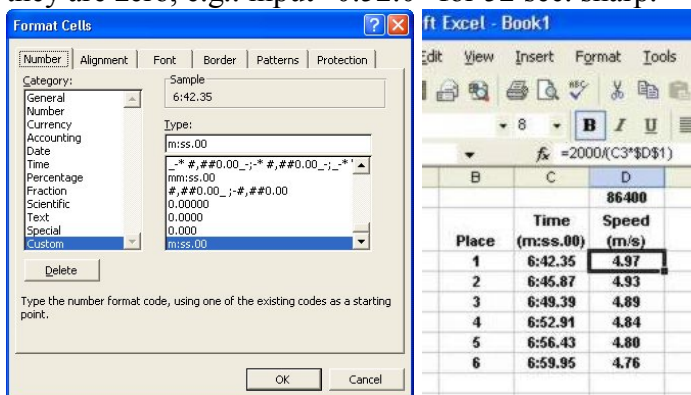 they are zero, e.g.: input "0:32.0" for 32 sec. sharp.
Format Cells
Number Alignment Font Border Patterns Protection
Category:
General
Number
Currency
Accounting
Date
Time
Percentage
Fraction
Scientific
Text
Special
Custom
Sample
6:42.35
Type:
m:ss.00
_-* #,##0.00_-;-* #,##0.00_-;_-* "
mm:ss.00
#,##0.00_ ;-#,##0.00
0.00000
0.0000
0.000
m:ss.00
Delete
Type the number format code, using one of the existing codes as a starting
point.
OK Cancel
ft Excel - Book1
Edit View Insert Format Tools
8 B I U
fx =2000/(C3*$D$1)
B C D
86400
Time Speed
Place (m:ss.00) (m/s)
1 6:42.35 4.97
2 6:45.87 4.93
3 6:49.39 4.89
4 6:52.91 4.84
5 6:56.43 4.80
6 6:59.95 4.76